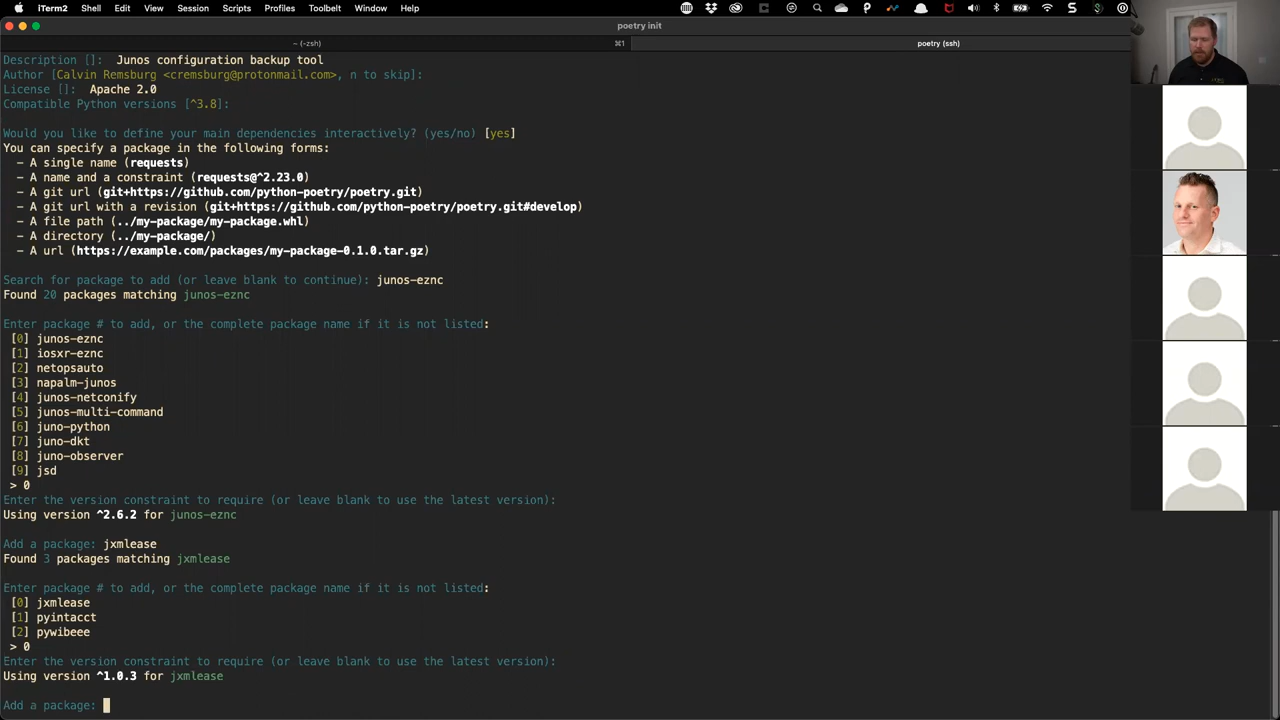 iTerm2 Shell Edit View Session Scripts Profiles Toolbelt Window Help
poetry init
~ (-zsh) ⌘1 poetry (ssh)
Description []: Junos configuration backup tool
Author [Calvin Remsburg <cremsburg@protonmail.com>, n to skip]:
License []: Apache 2.0
Compatible Python versions [^3.8]:
Would you like to define your main dependencies interactively? (yes/no) [yes]
You can specify a package in the following forms:
- A single name (requests)
- A name and a constraint (requests@^2.23.0)
- A git url (git+https://github.com/python-poetry/poetry.git)
- A git url with a revision (git+https://github.com/python-poetry/poetry.git#develop)
- A file path (../my-package/my-package.whl)
- A directory (../my-package/)
- A url (https://example.com/packages/my-package-0.1.0.tar.gz)
Search for package to add (or leave blank to continue): junos-eznc
Found 20 packages matching junos-eznc
Enter package # to add, or the complete package name if it is not listed:
[0] junos-eznc
[1] iosxr-eznc
[2] netopsauto
[3] napalm-junos
[4] junos-netconify
[5] junos-multi-command
[6] juno-python
[7] juno-dkt
[8] juno-observer
[9] jsd
> 0
Enter the version constraint to require (or leave blank to use the latest version):
Using version ^2.6.2 for junos-eznc
Add a package: jxmlease
Found 3 packages matching jxmlease
Enter package # to add, or the complete package name if it is not listed:
[0] jxmlease
[1] pyintacct
[2] pywibeee
> 0
Enter the version constraint to require (or leave blank to use the latest version):
Using version ^1.0.3 for jxmlease
Add a package: